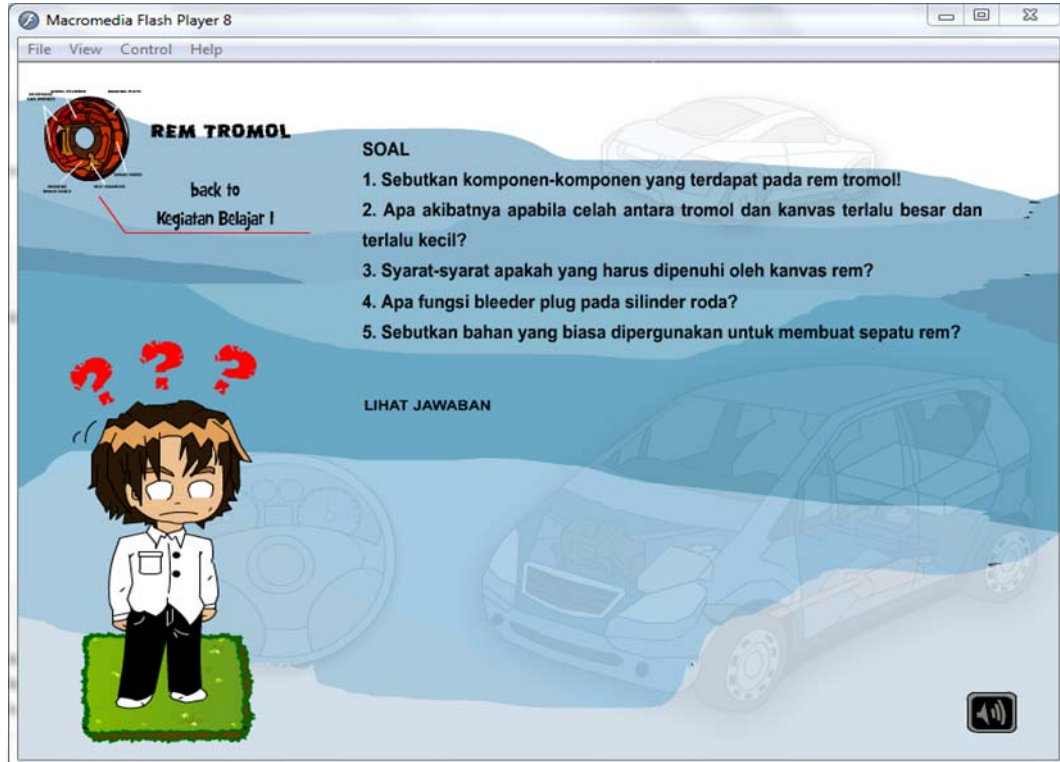 Macromedia Flash Player 8
File View Control Help
REM TROMOL
back to
Kegiatan Belajar I
SOAL
1. Sebutkan komponen-komponen yang terdapat pada rem tromol!
2. Apa akibatnya apabila celah antara tromol dan kanvas terlalu besar dan
terlalu kecil?
3. Syarat-syarat apakah yang harus dipenuhi oleh kanvas rem?
4. Apa fungsi bleeder plug pada silinder roda?
5. Sebutkan bahan yang biasa dipergunakan untuk membuat sepatu rem?
LIHAT JAWABAN
? ? ?